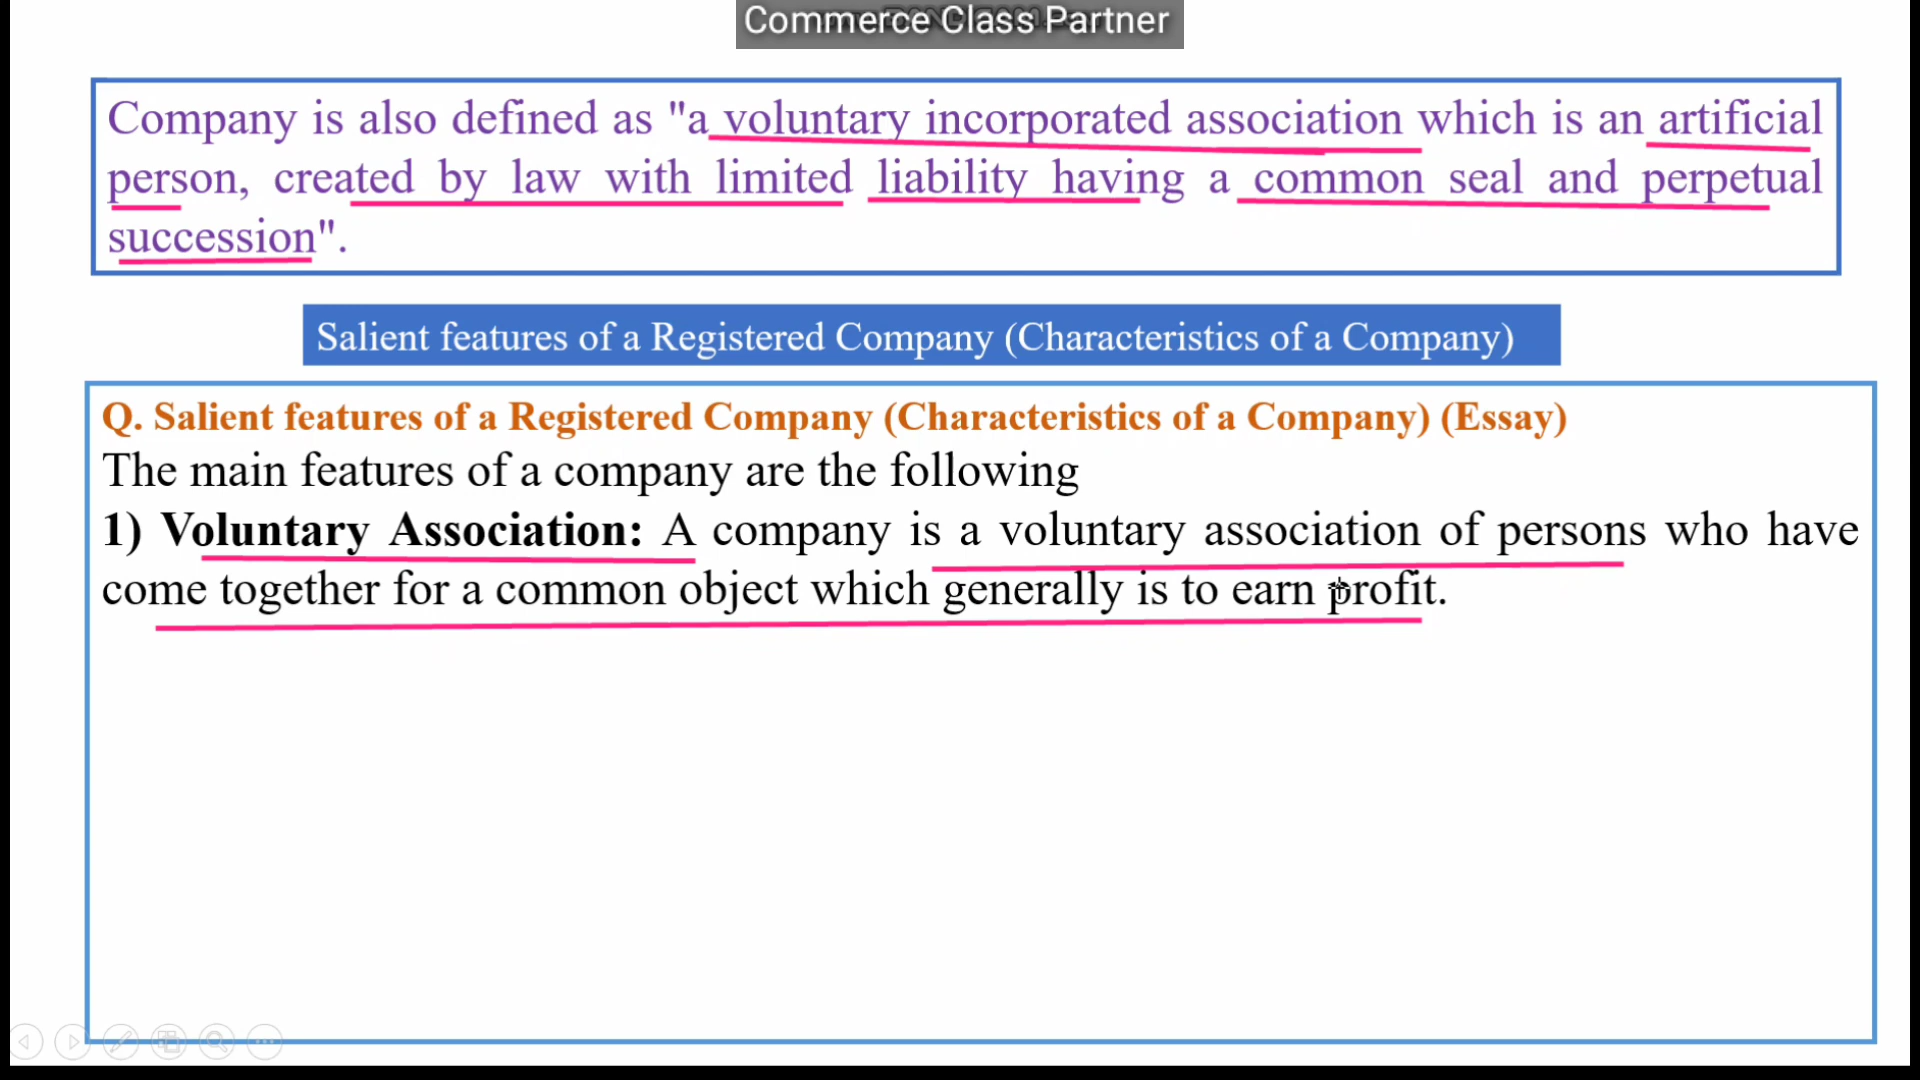 Commerce Class Partner
Company is also defined as "a voluntary incorporated association which is an artificial
person, created by law with limited liability having a common seal and perpetual
succession".
Salient features of a Registered Company (Characteristics of a Company)
Q. Salient features of a Registered Company (Characteristics of a Company) (Essay)
The main features of a company are the following
1) Voluntary Association: A company is a voluntary association of persons who have
come together for a common object which generally is to earn profit.